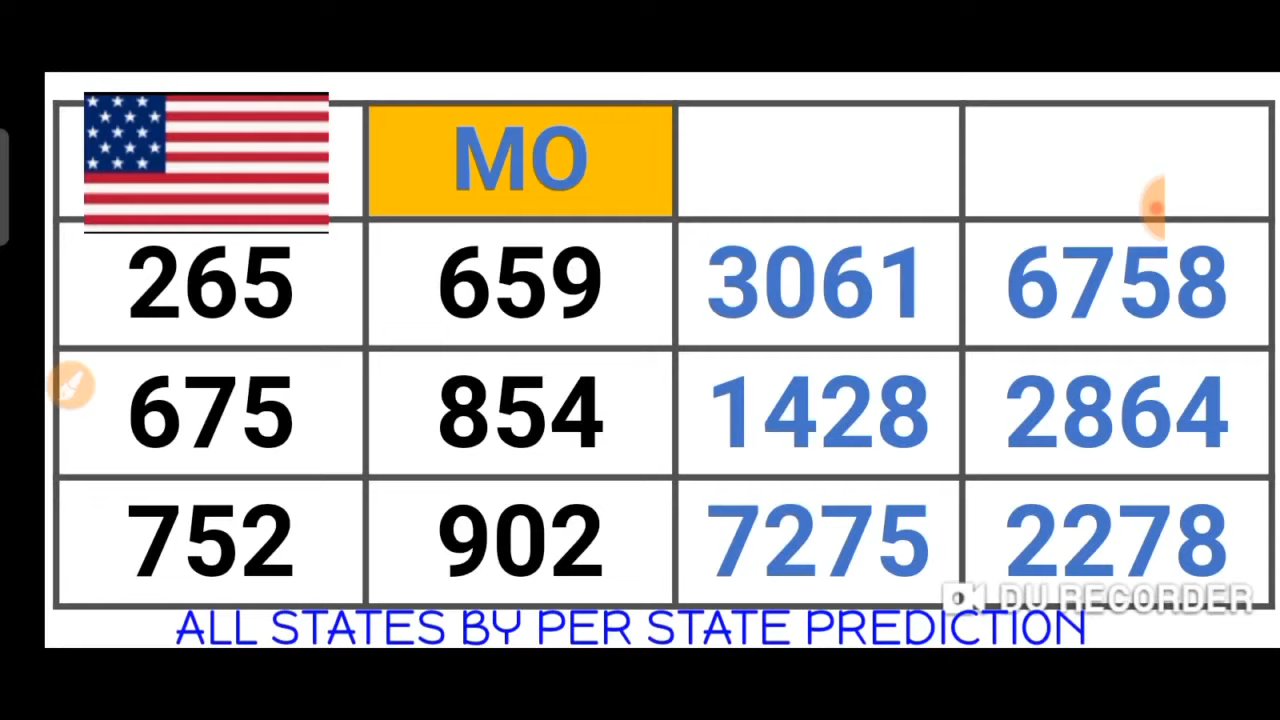 MO
265 659 3061 6758
675 854 1428 2864
752 902 7275 2278
DU RECORDER
ALL STATES BY PER STATE PREDICTION